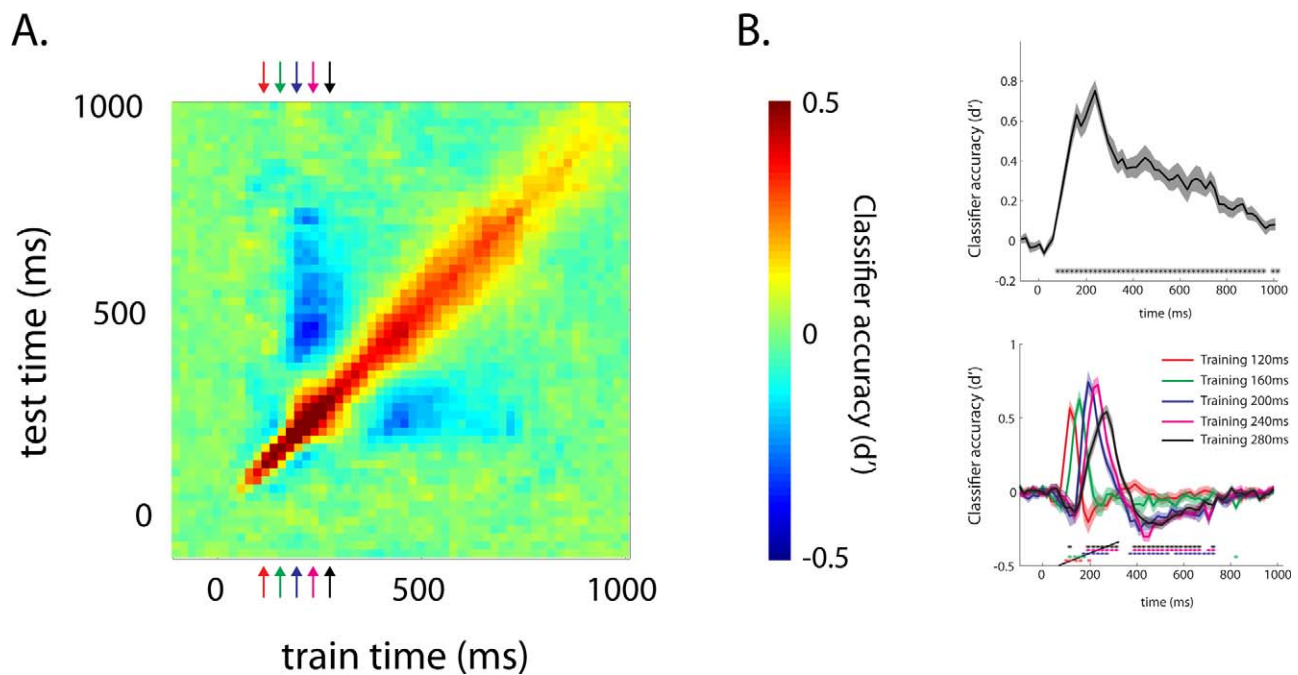 A.
1000
500
0
test time (ms)
0
500
1000
train time (ms)
0.5
0
-0.5
Classifier accuracy (d')
B.
0.8
0.6
0.4
0.2
0
-0.2
Classifier accuracy (d')
0
200
400
600
800
1000
time (ms)
1
0.5
0
-0.5
Classifier accuracy (d')
Training 120ms
Training 160ms
Training 200ms
Training 240ms
Training 280ms
0
200
400
600
800
1000
time (ms)